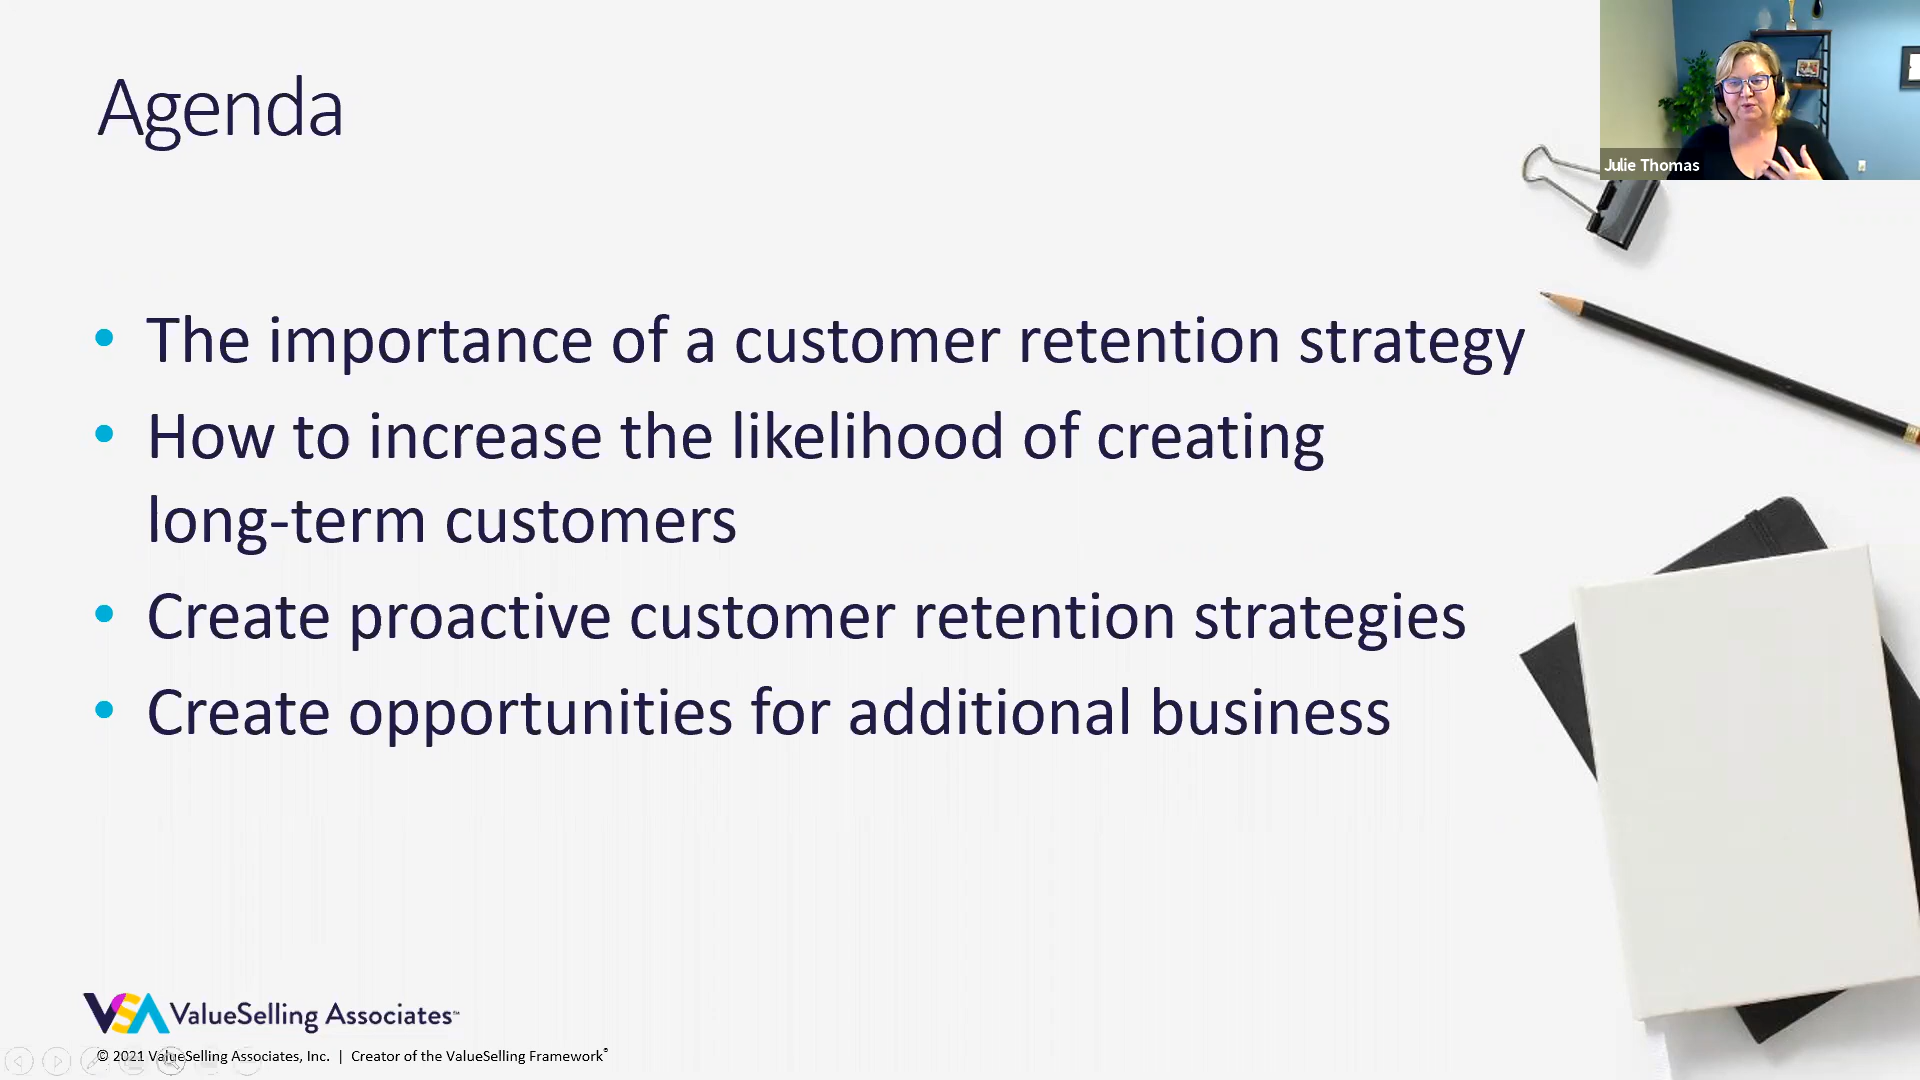 Agenda
Julie Thomas
• The importance of a customer retention strategy
• How to increase the likelihood of creating
long-term customers
• Create proactive customer retention strategies
• Create opportunities for additional business
VSA ValueSelling Associates™
© 2021 ValueSelling Associates, Inc. | Creator of the ValueSelling Framework®